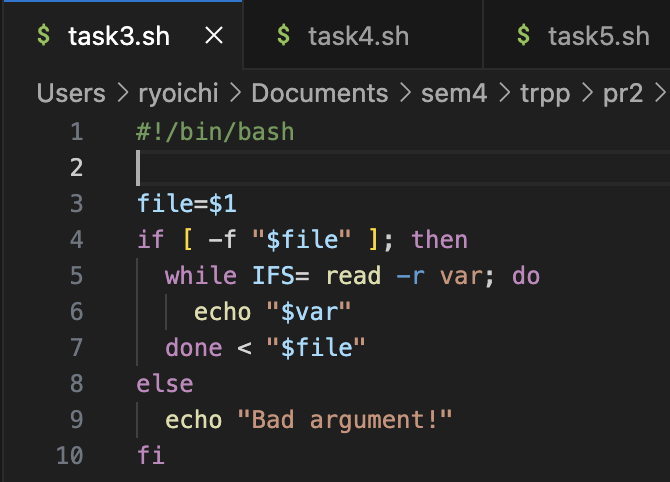 $ task3.sh × $ task4.sh $ task5.sh
Users > ryoichi > Documents > sem4 > trpp > pr2 >
1 #!/bin/bash
2
3 file=$1
4 if [ -f "$file" ]; then
5 while IFS= read -r var; do
6 echo "$var"
7 done < "$file"
8 else
9 echo "Bad argument!"
10 fi